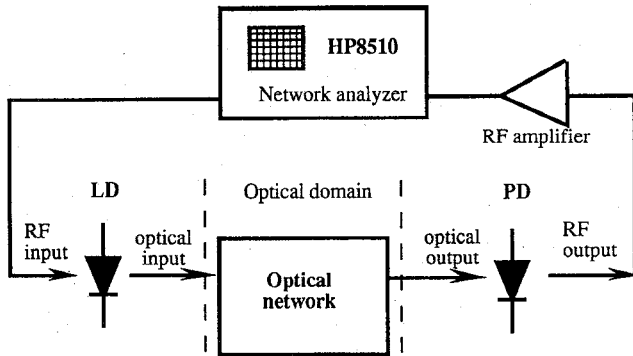 HP8510
Network analyzer
RF amplifier
LD
Optical domain
PD
RF
input
optical
input
Optical
network
optical
output
RF
output